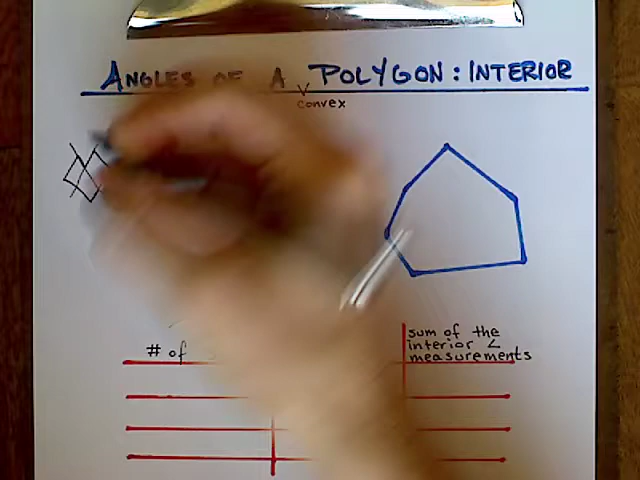 ANGLES OF A POLYGON: INTERIOR
convex
# of
sum of the
interior ∠
measurements